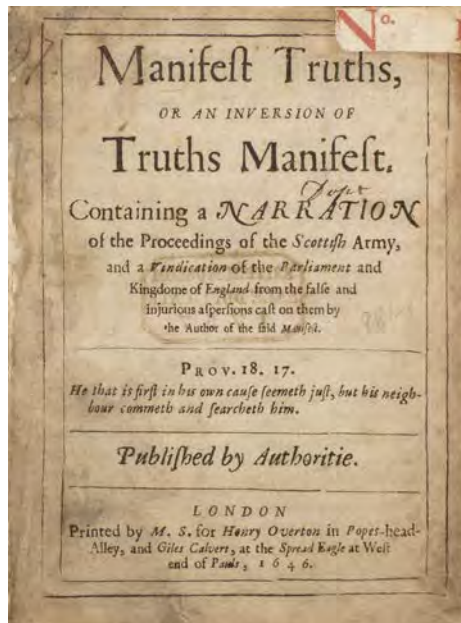 No.
Manifeſt Truths,
OR AN INVERSION OF
Truths Manifeſt.
Containing a NARRATION
of the Proceedings of the Scottiſh Army,
and a Vindication of the Parliament and
Kingdome of England from the falſe and
injurious aſperſions caſt on them by
the Author of the ſaid Manifeſt.
PROV. 18. 17.
He that is firſt in his own cauſe ſeemeth juſt, but his neigh-
bour commeth and ſearcheth him.
Publiſhed by Authoritie.
LONDON
Printed by M. S. for Henry Overton in Popes-head-
Alley, and Giles Calvert, at the Spread Eagle at Weſt
end of Pauls, 1646.